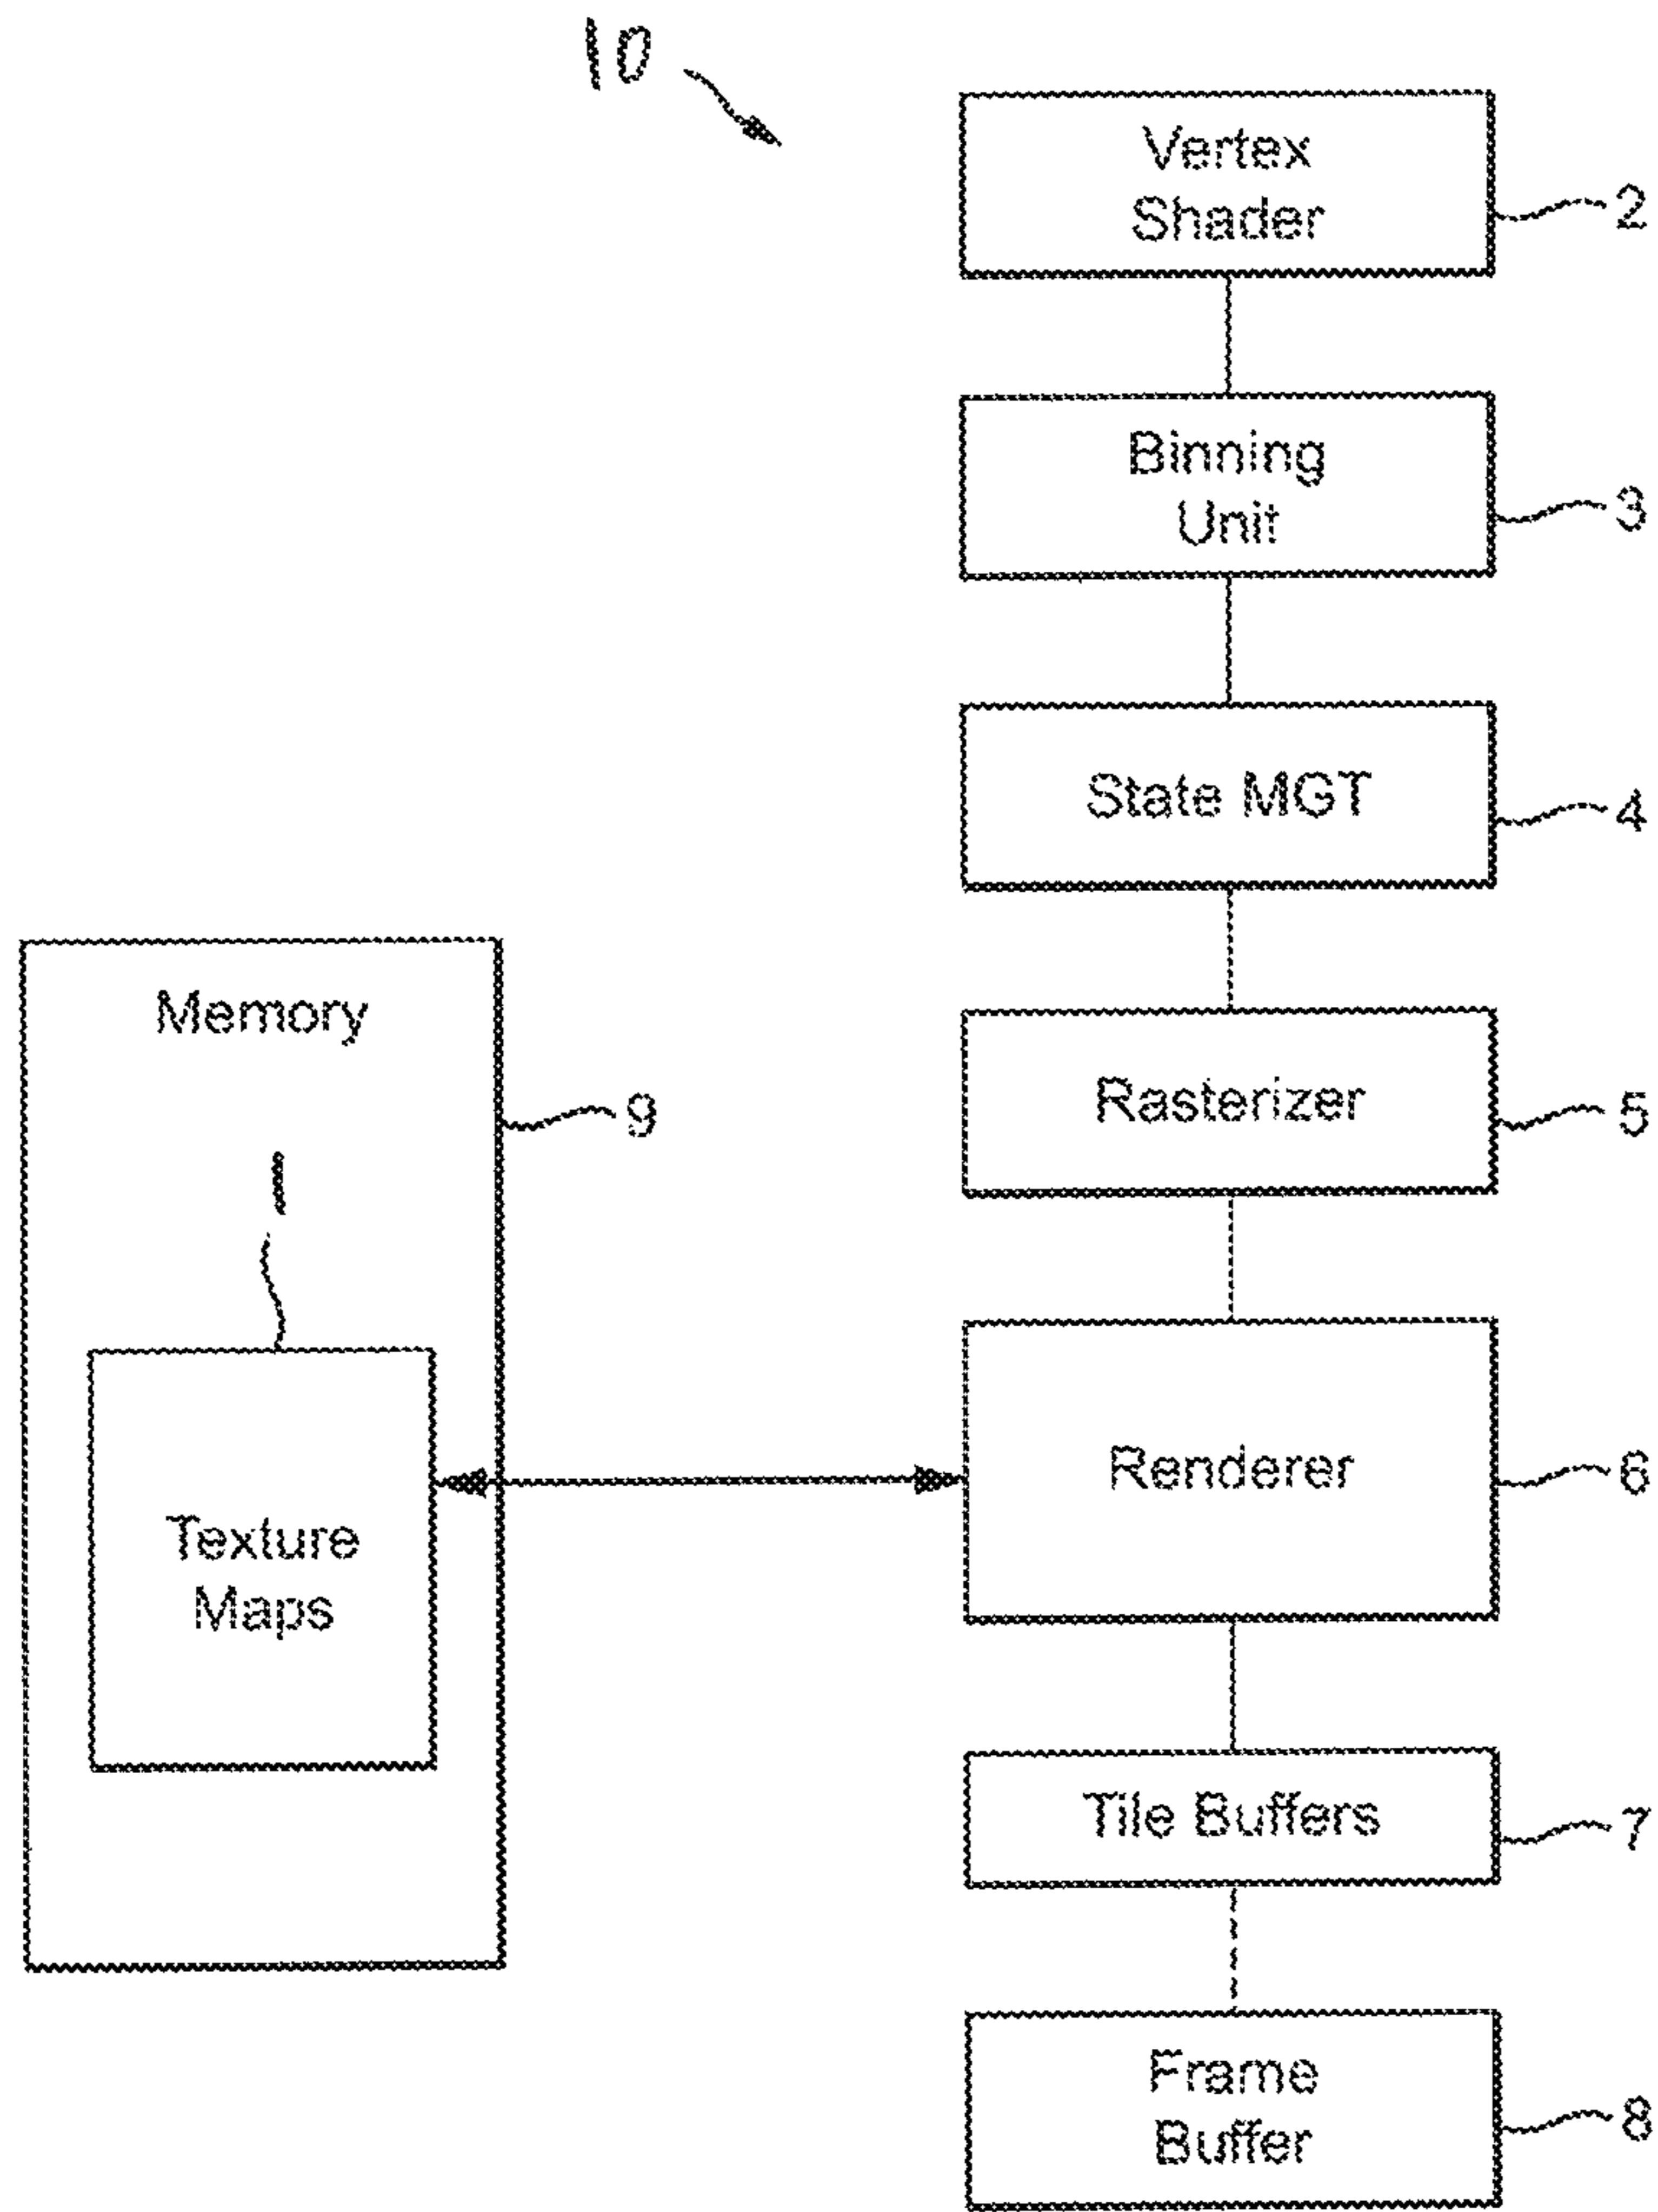 10
Vertex
Shader
2
Binning
Unit
3
State MGT
4
Memory
Rasterizer
9
5
1
Renderer
6
Texture
Maps
Tile Buffers
7
Frame
Buffer
8